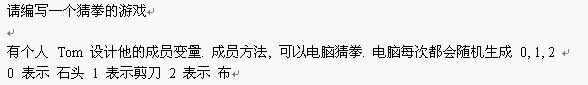 请编写一个猜拳的游戏
有个人 Tom 设计他的成员变量. 成员方法, 可以电脑猜拳. 电脑每次都会随机生成 0, 1, 2
0 表示 石头 1 表示剪刀 2 表示 布